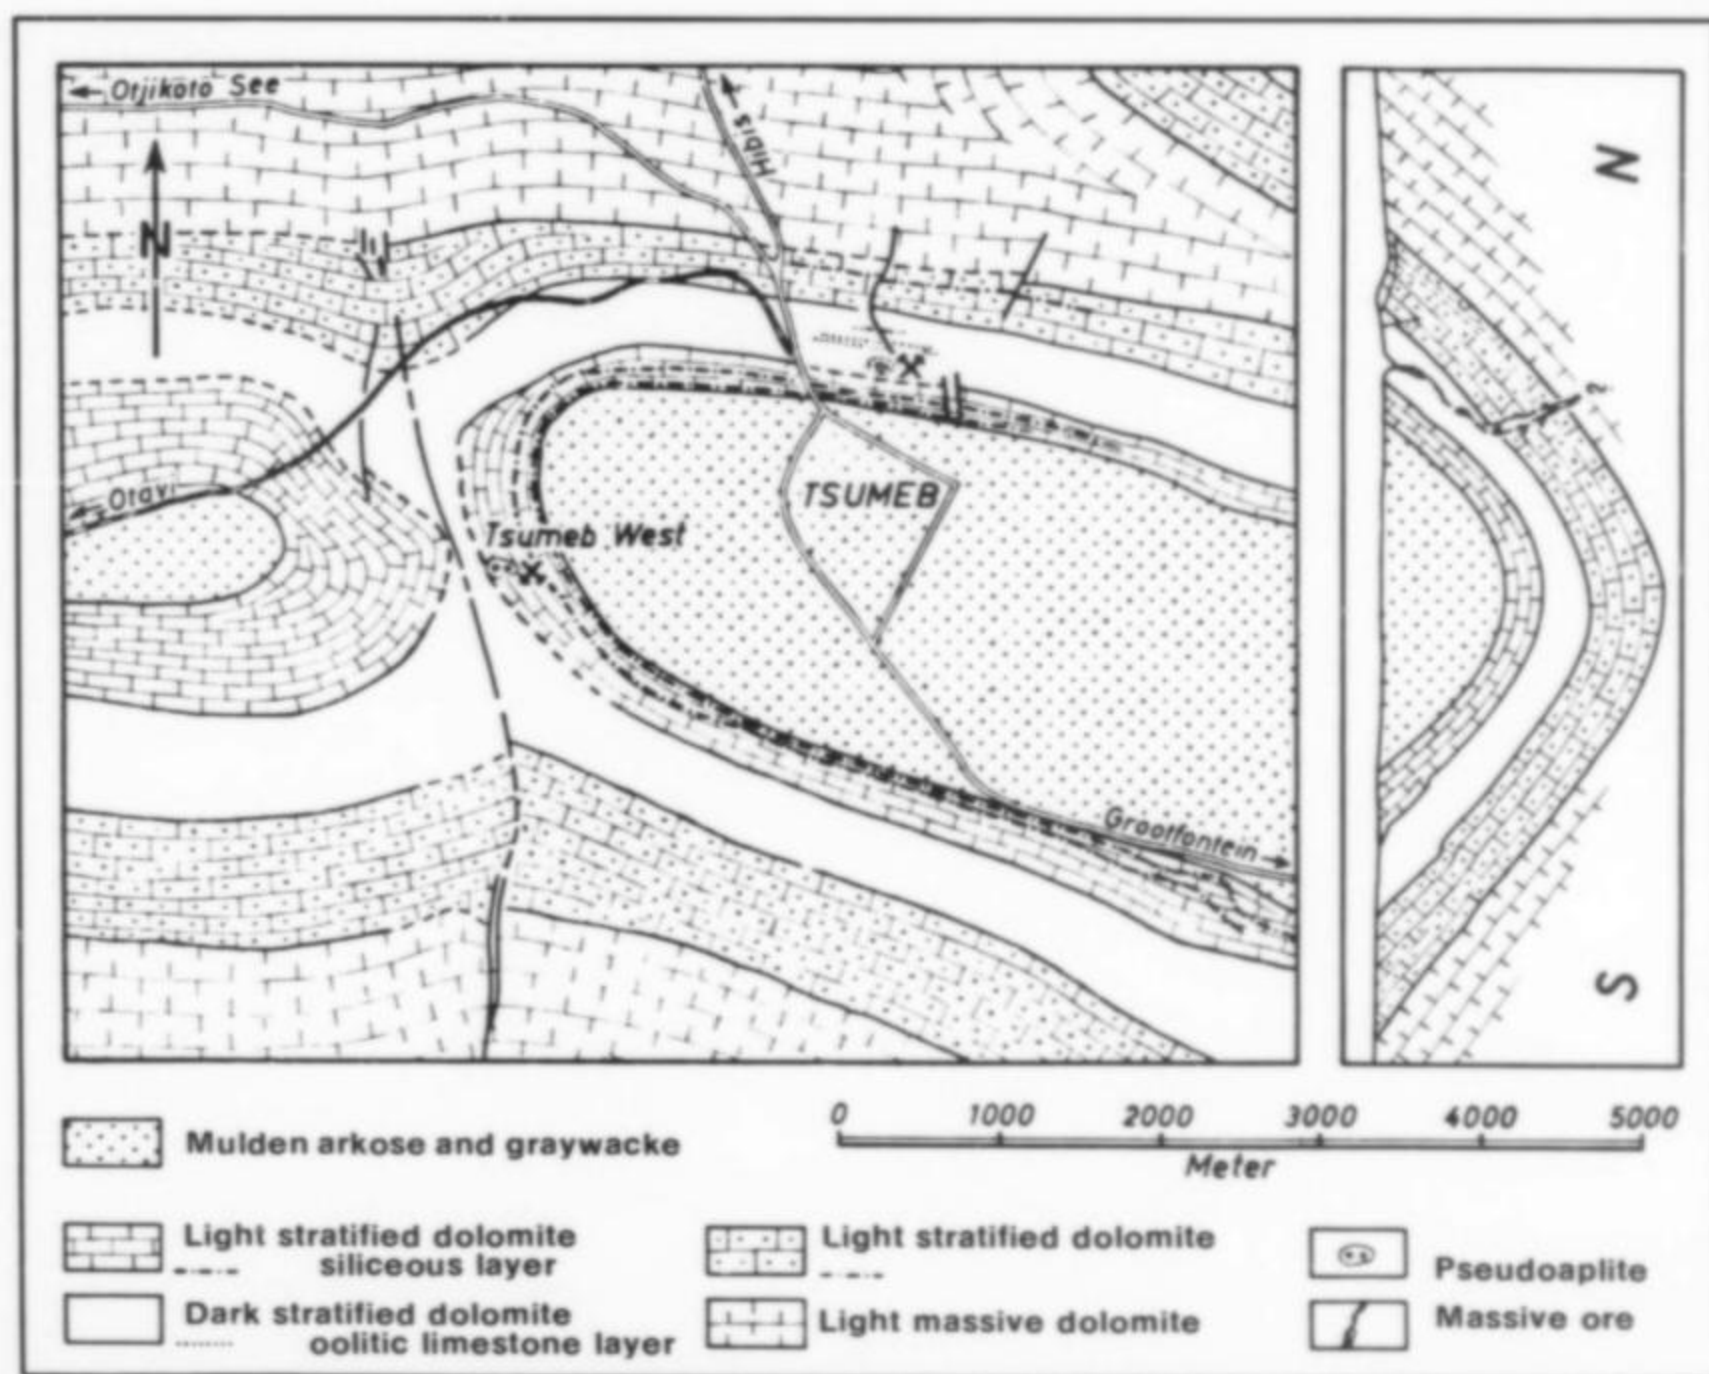 Otjikoto See
Hibis
N
N
Otavi
TSUMEB
Tsumeb West
?
Grootfontein
S
Mulden arkose and graywacke
0 1000 2000 3000 4000 5000
Meter
Light stratified dolomite
siliceous layer
Light stratified dolomite
Pseudoaplite
Dark stratified dolomite
oolitic limestone layer
Light massive dolomite
Massive ore